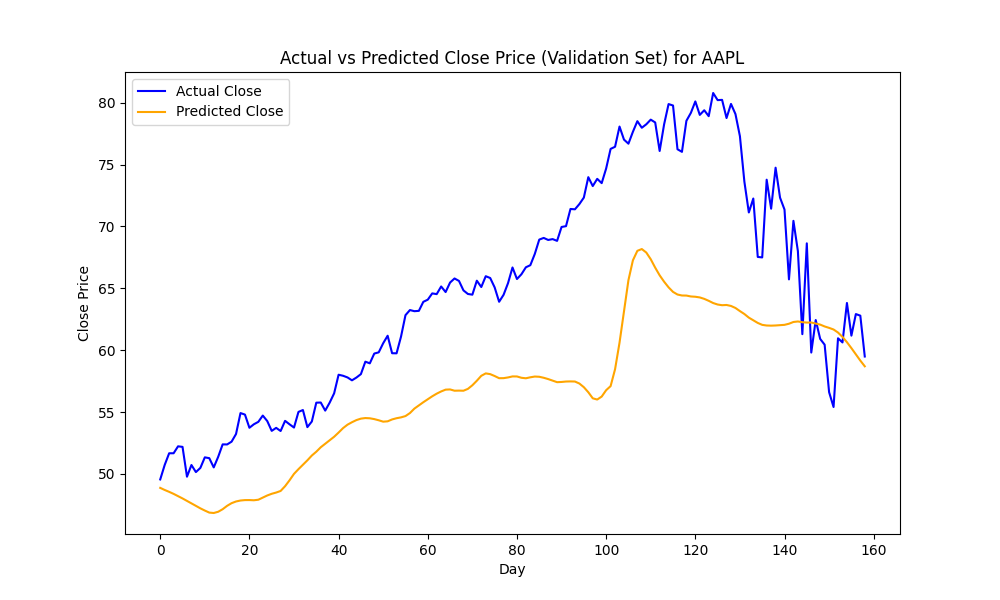 Actual vs Predicted Close Price (Validation Set) for AAPL
Actual Close
Predicted Close
Close Price
80
75
70
65
60
55
50
0 20 40 60 80 100 120 140 160
Day